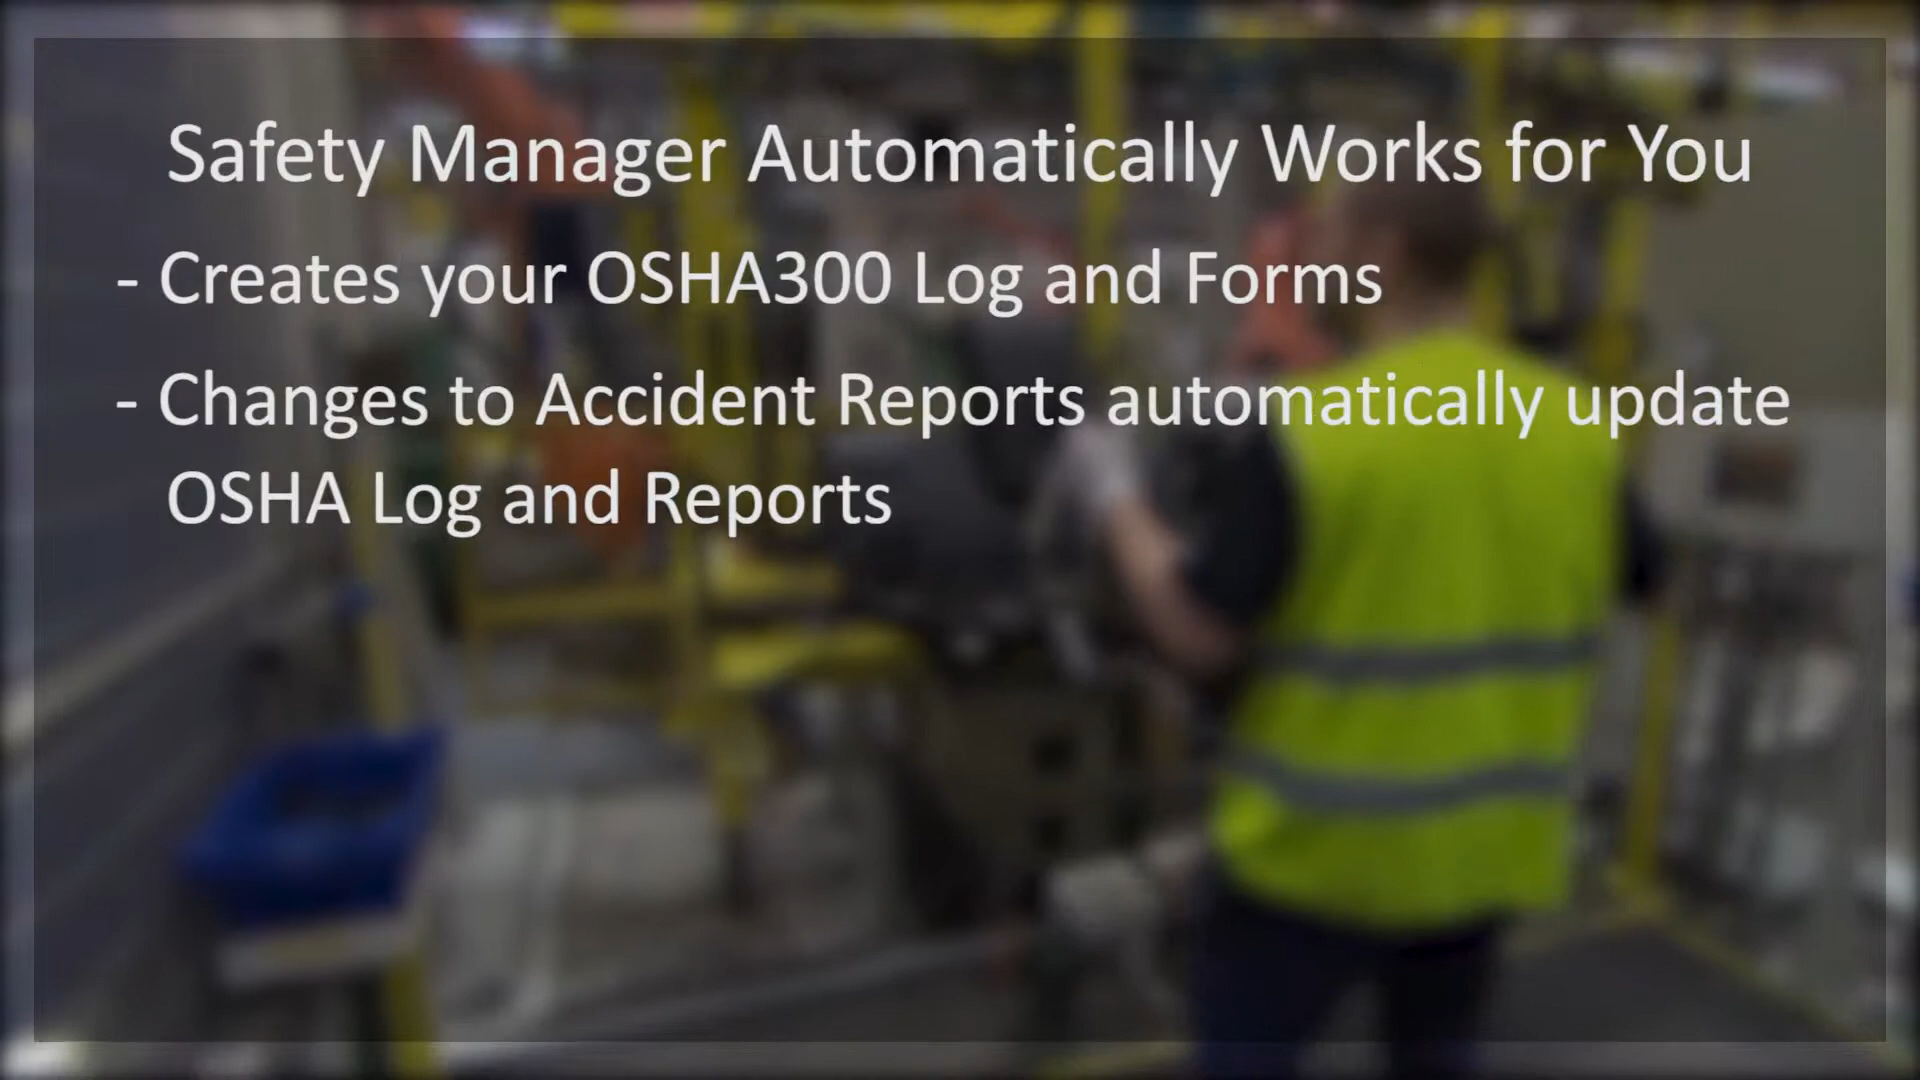 Safety Manager Automatically Works for You
- Creates your OSHA300 Log and Forms
- Changes to Accident Reports automatically update
OSHA Log and Reports